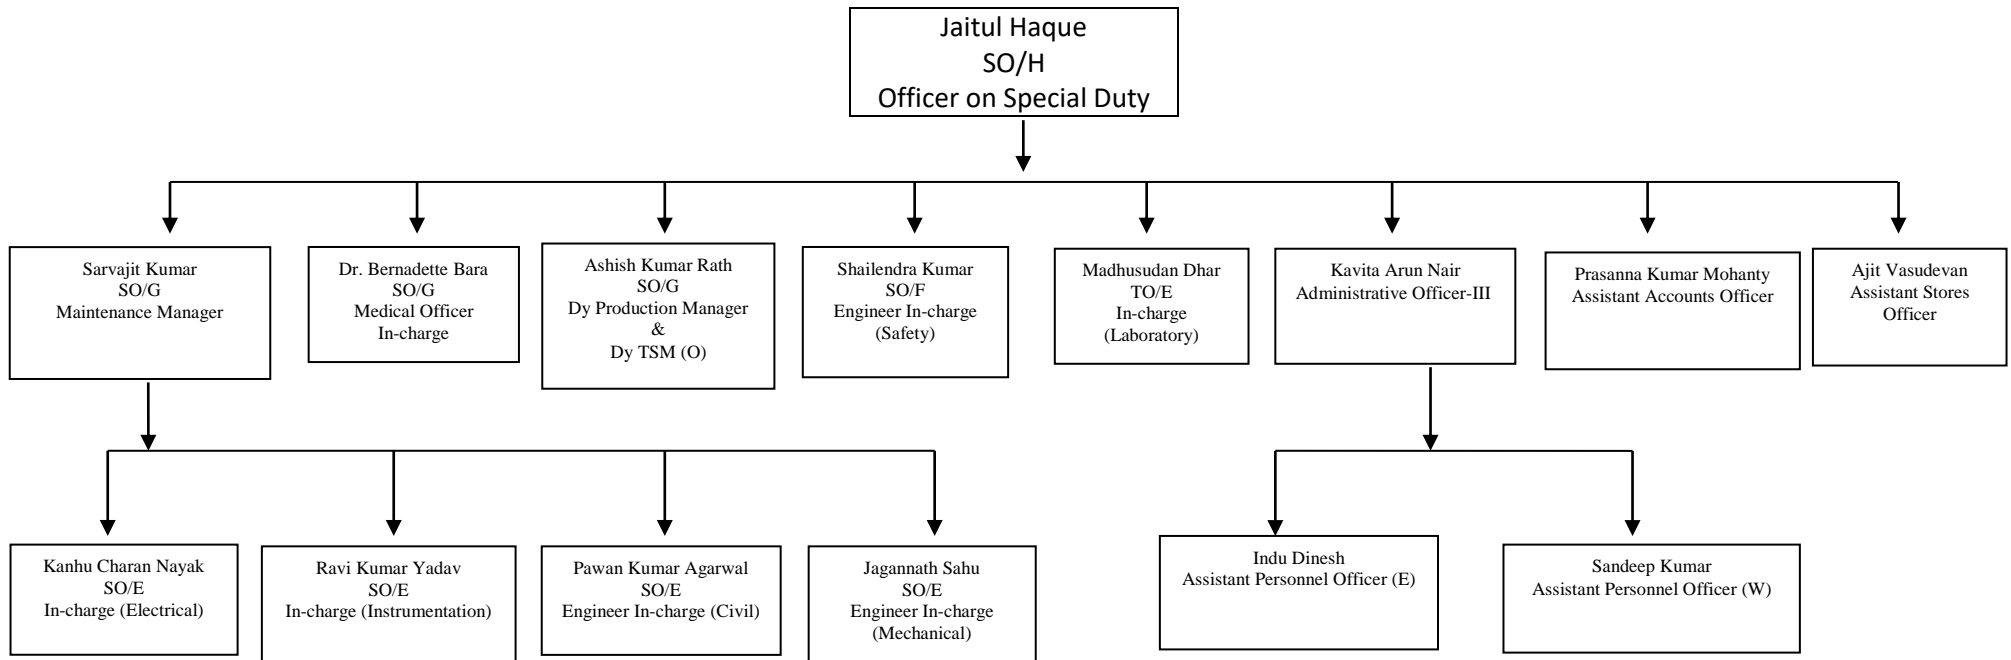 Jaitul Haque
SO/H
Officer on Special Duty
Sarvajit Kumar
SO/G
Maintenance Manager
Dr. Bernadette Bara
SO/G
Medical Officer
In-charge
Ashish Kumar Rath
SO/G
Dy Production Manager
&
Dy TSM (O)
Shailendra Kumar
SO/F
Engineer In-charge
(Safety)
Madhusudan Dhar
TO/E
In-charge
(Laboratory)
Kavita Arun Nair
Administrative Officer-III
Prasanna Kumar Mohanty
Assistant Accounts Officer
Ajit Vasudevan
Assistant Stores
Officer
Kanhu Charan Nayak
SO/E
In-charge (Electrical)
Ravi Kumar Yadav
SO/E
In-charge (Instrumentation)
Pawan Kumar Agarwal
SO/E
Engineer In-charge (Civil)
Jagannath Sahu
SO/E
Engineer In-charge
(Mechanical)
Indu Dinesh
Assistant Personnel Officer (E)
Sandeep Kumar
Assistant Personnel Officer (W)